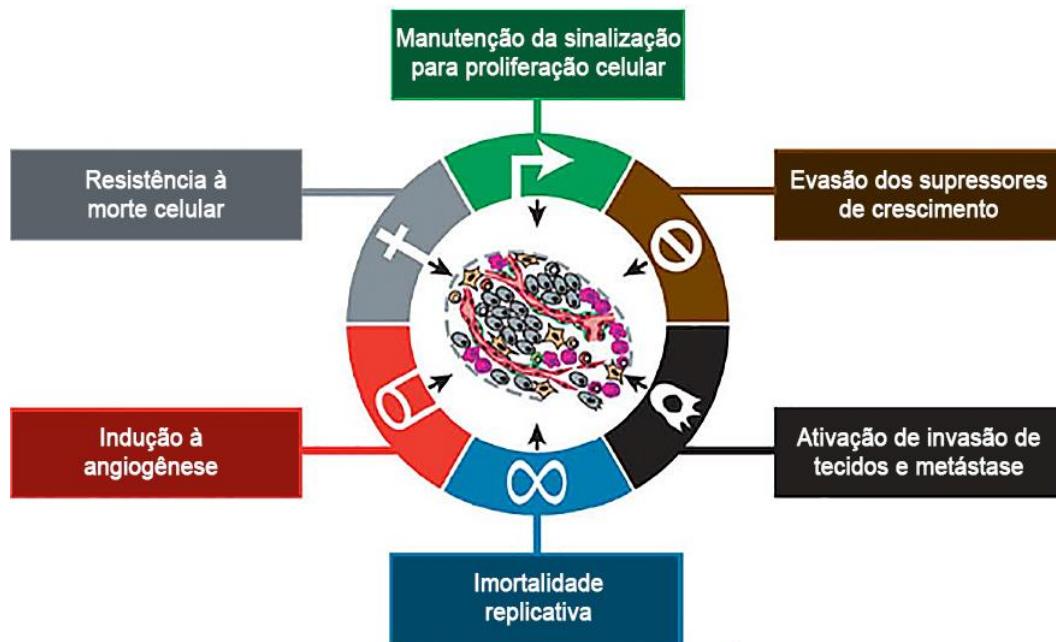 Manutenção da sinalização
para proliferação celular
Resistência à
morte celular
Evasão dos supressores
de crescimento
Indução à
angiogênese
Ativação de invasão de
tecidos e metástase
Imortalidade
replicativa